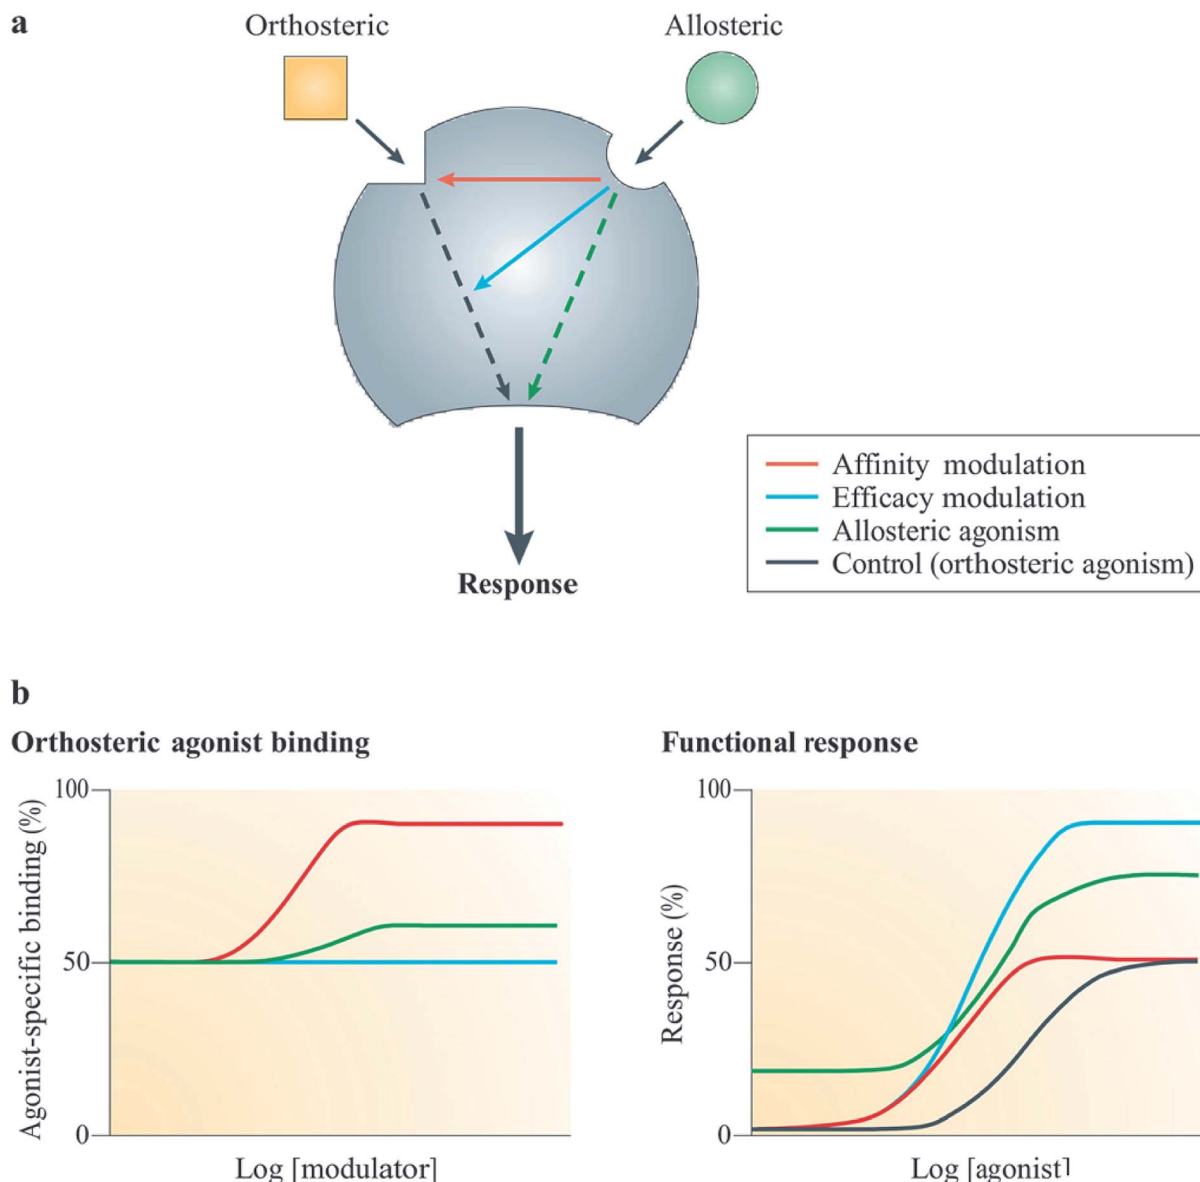 a
Orthosteric
Allosteric
Affinity modulation
Efficacy modulation
Allosteric agonism
Control (orthosteric agonism)
Response
b
Orthosteric agonist binding
Functional response
100
50
0
Agonist-specific binding (%)
Log [modulator]
100
50
0
Response (%)
Log [agonist]